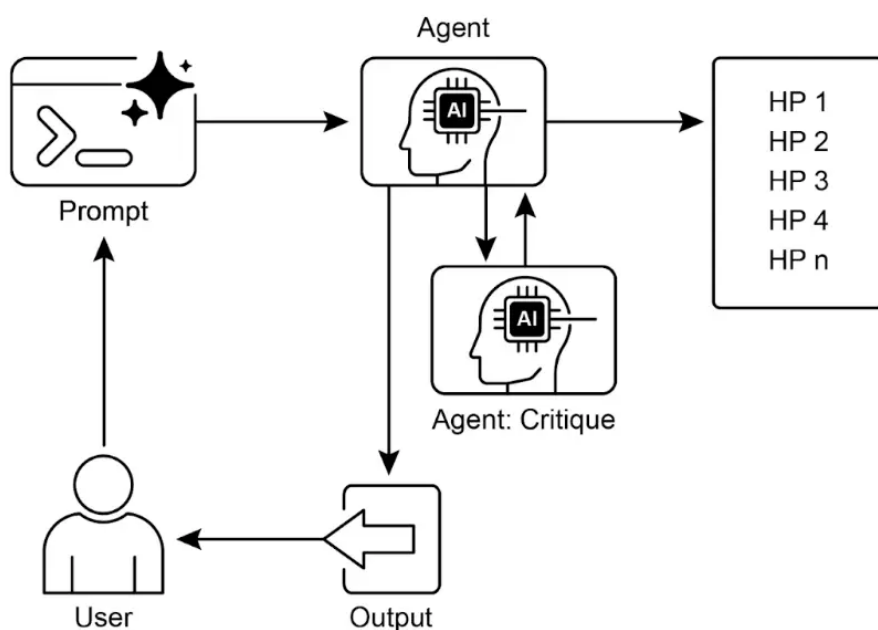 Agent
AI
HP 1
HP 2
HP 3
HP 4
HP n
Prompt
AI
Agent: Critique
User
Output